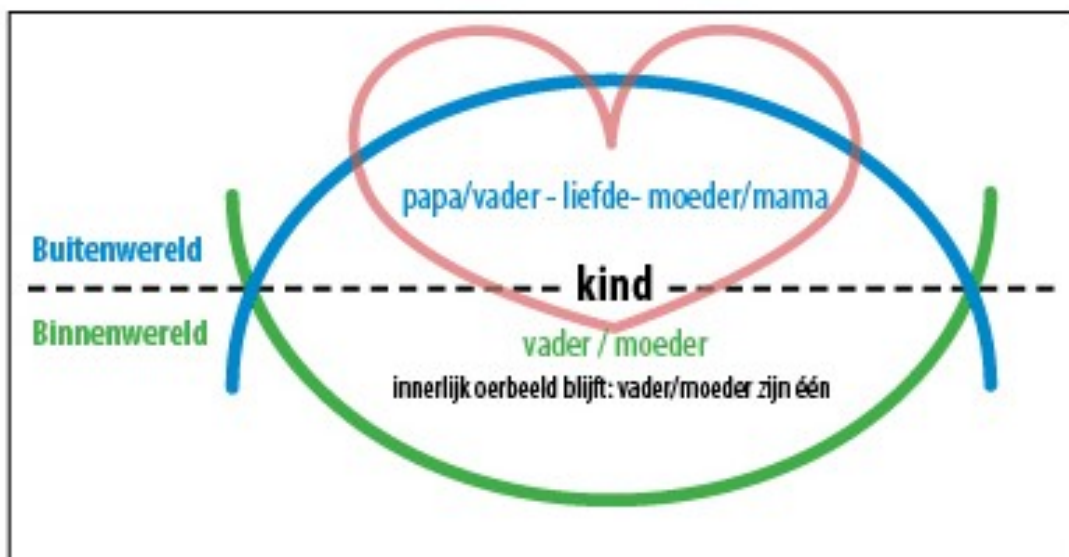 papa/vader - liefde- moeder/mama
Buitenwereld
kind
Binnenwereld
vader / moeder
innerlijk oerbeeld blijft: vader/moeder zijn één